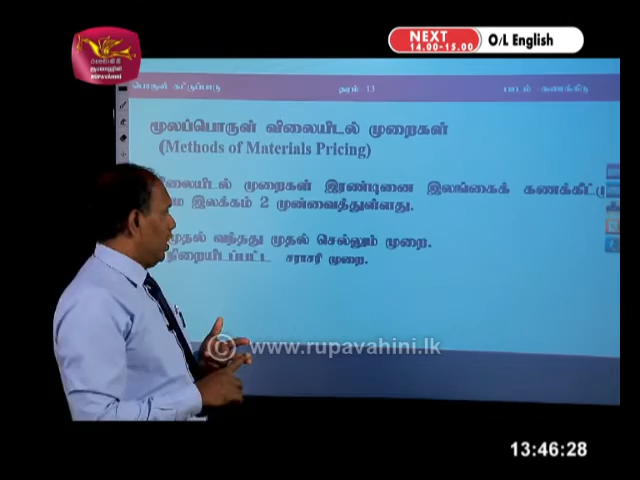 NEXT
14.00-15.00
O/L English
RUPAVAHINI
பொருள் கட்டுப்பாடு தரம் 13 பாடம் கணக்கீடு
மூலப்பொருள் விலையிடல் முறைகள்
(Methods of Materials Pricing)
விலையிடல் முறைகள் இரண்டினை இலங்கைக் கணக்கீட்டு
இலக்கம் 2 முன்வைத்துள்ளது.
முதல் வந்தது முதல் செல்லும் முறை.
நிறையிடப்பட்ட சராசரி முறை.
© www.rupavahini.lk
13:46:28